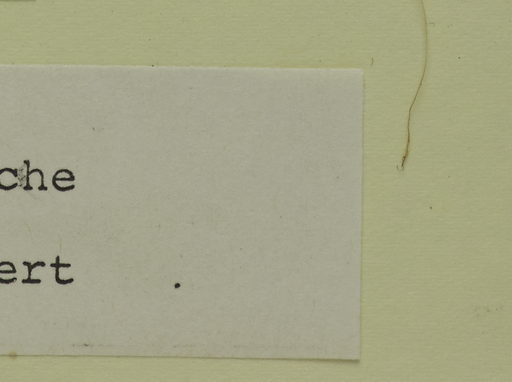 che
ert .